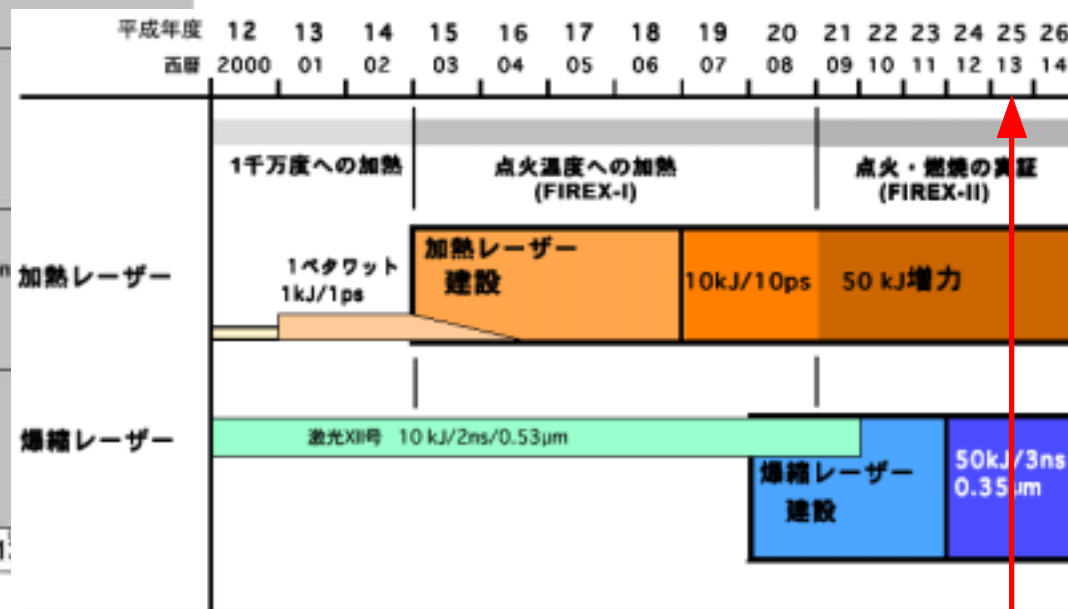 平成年度 12 13 14 15 16 17 18 19 20 21 22 23 24 25 26
西暦 2000 01 02 03 04 05 06 07 08 09 10 11 12 13 14
1千万度への加熱
点火温度への加熱
(FIREX-I)
点火・燃焼の実証
(FIREX-II)
加熱レーザー
1ペタワット
1kJ/1ps
加熱レーザー
建設
10kJ/10ps
50 kJ増力
爆縮レーザー
激光XII号 10 kJ/2ns/0.53μm
爆縮レーザー
建設
50kJ/3ns
0.35μm